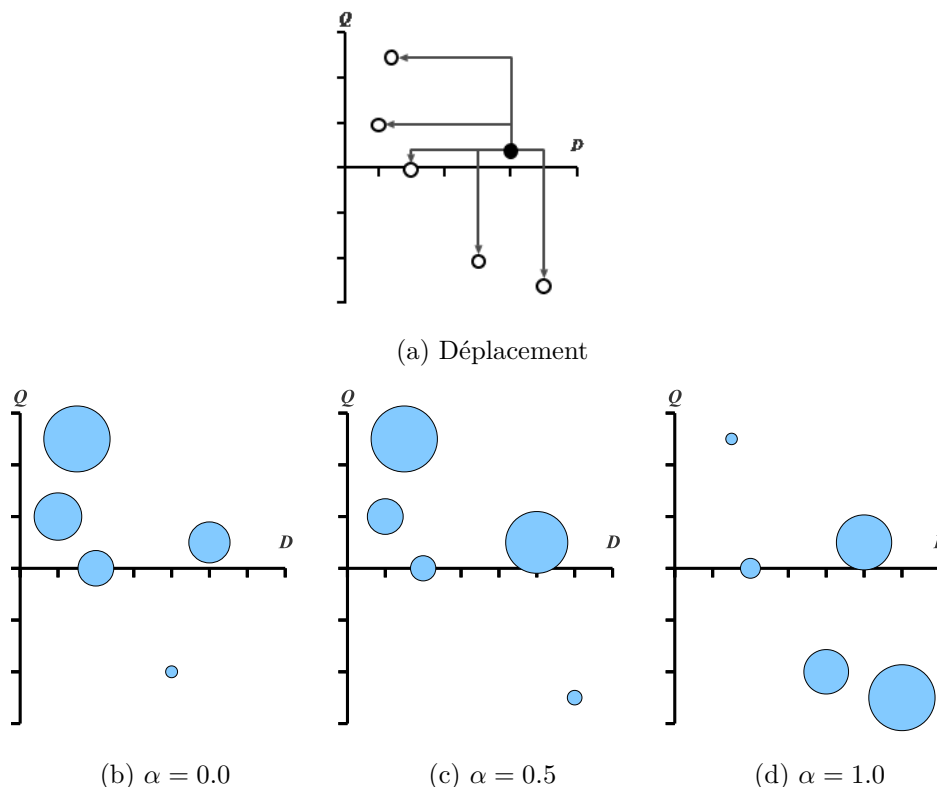 Q
D
(a) Déplacement
Q
D
Q
D
Q
(b) α = 0.0
(c) α = 0.5
(d) α = 1.0